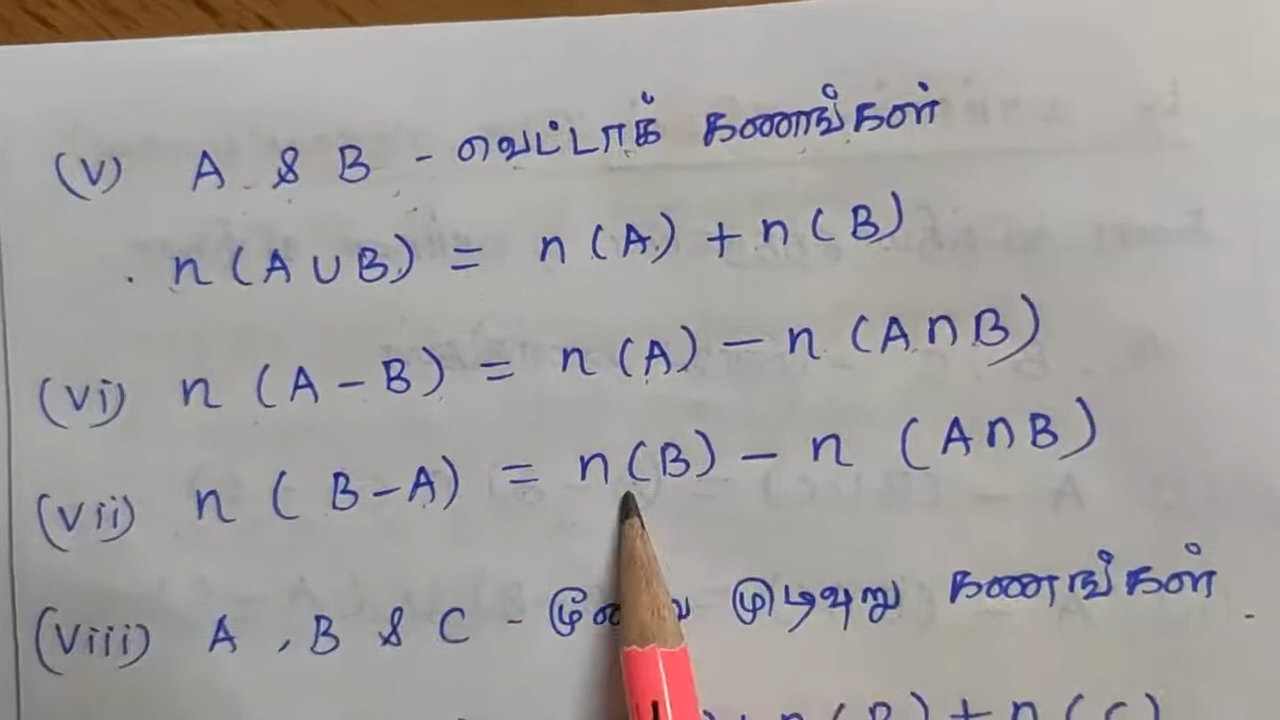 (v) A & B - வெட்டாக் கணங்கள்
n(A∪B) = n(A) + n(B)
(vi) n (A-B) = n(A) - n (A∩B)
(vii) n (B-A) = n(B) - n (A∩B)
(viii) A, B & C - முடிவுறு கணங்கள்
n(B) + n(C)